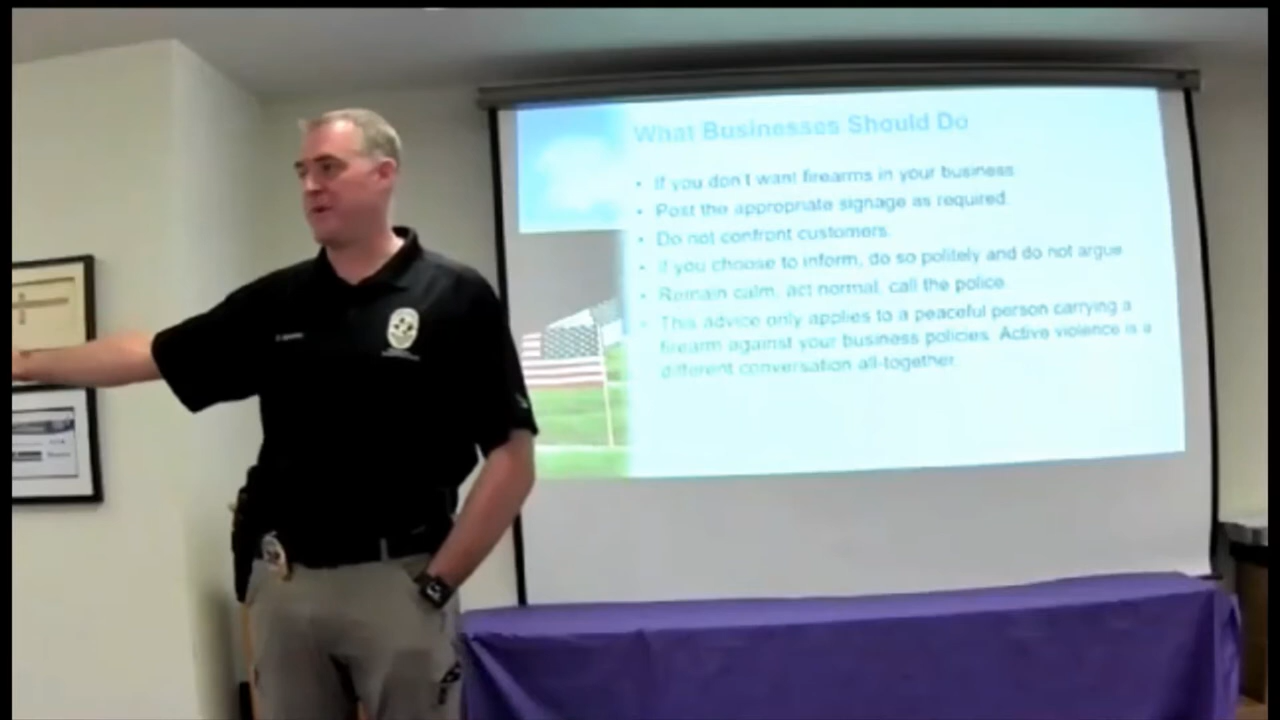 What Businesses Should Do
• If you don't want firearms in your business
• Post the appropriate signage as required.
• Do not confront customers.
• If you choose to inform, do so politely and do not argue.
• Remain calm, act normal, call the police.
• This advice only applies to a peaceful person carrying a
firearm against your business policies. Active violence is a
different conversation all-together.